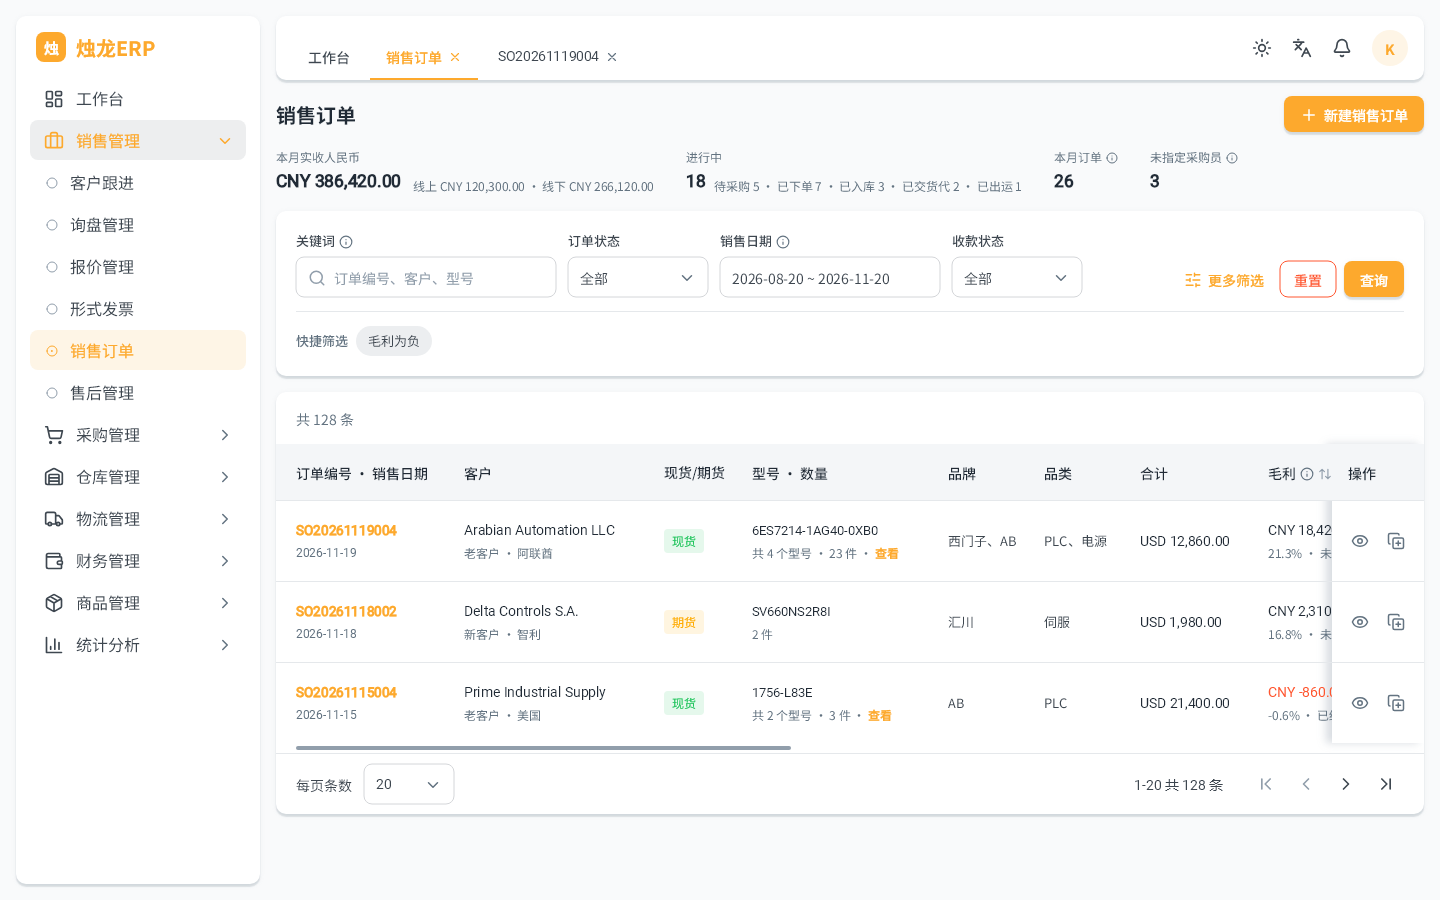 烛 烛龙ERP
工作台
销售管理
客户跟进
询盘管理
报价管理
形式发票
销售订单
售后管理
采购管理
仓库管理
物流管理
财务管理
商品管理
统计分析
工作台 销售订单 SO20261119004 K
销售订单 新建销售订单
本月实收人民币 进行中 本月订单 未指定采购员
CNY 386,420.00 线上 CNY 120,300.00 • 线下 CNY 266,120.00 18 待采购 5 • 已下单 7 • 已入库 3 • 已交货代 2 • 已出运 1 26 3
关键词 订单状态 销售日期 收款状态
订单编号、客户、型号 全部 2026-08-20 ~ 2026-11-20 全部 更多筛选 重置 查询
快捷筛选 毛利为负
共 128 条
订单编号 • 销售日期 客户 现货/期货 型号 • 数量 品牌 品类 合计 毛利 操作
SO20261119004 Arabian Automation LLC 现货 6ES7214-1AG40-0XB0 西门子、AB PLC、电源 USD 12,860.00 CNY 18,42
2026-11-19 老客户 • 阿联酋 共 4 个型号 • 23 件 • 查看 21.3% • 未
SO20261118002 Delta Controls S.A. 期货 SV660NS2R8I 汇川 伺服 USD 1,980.00 CNY 2,310
2026-11-18 新客户 • 智利 2 件 16.8% • 未
SO20261115004 Prime Industrial Supply 现货 1756-L83E AB PLC USD 21,400.00 CNY -860.0
2026-11-15 老客户 • 美国 共 2 个型号 • 3 件 • 查看 -0.6% • 已
每页条数 20 1-20 共 128 条